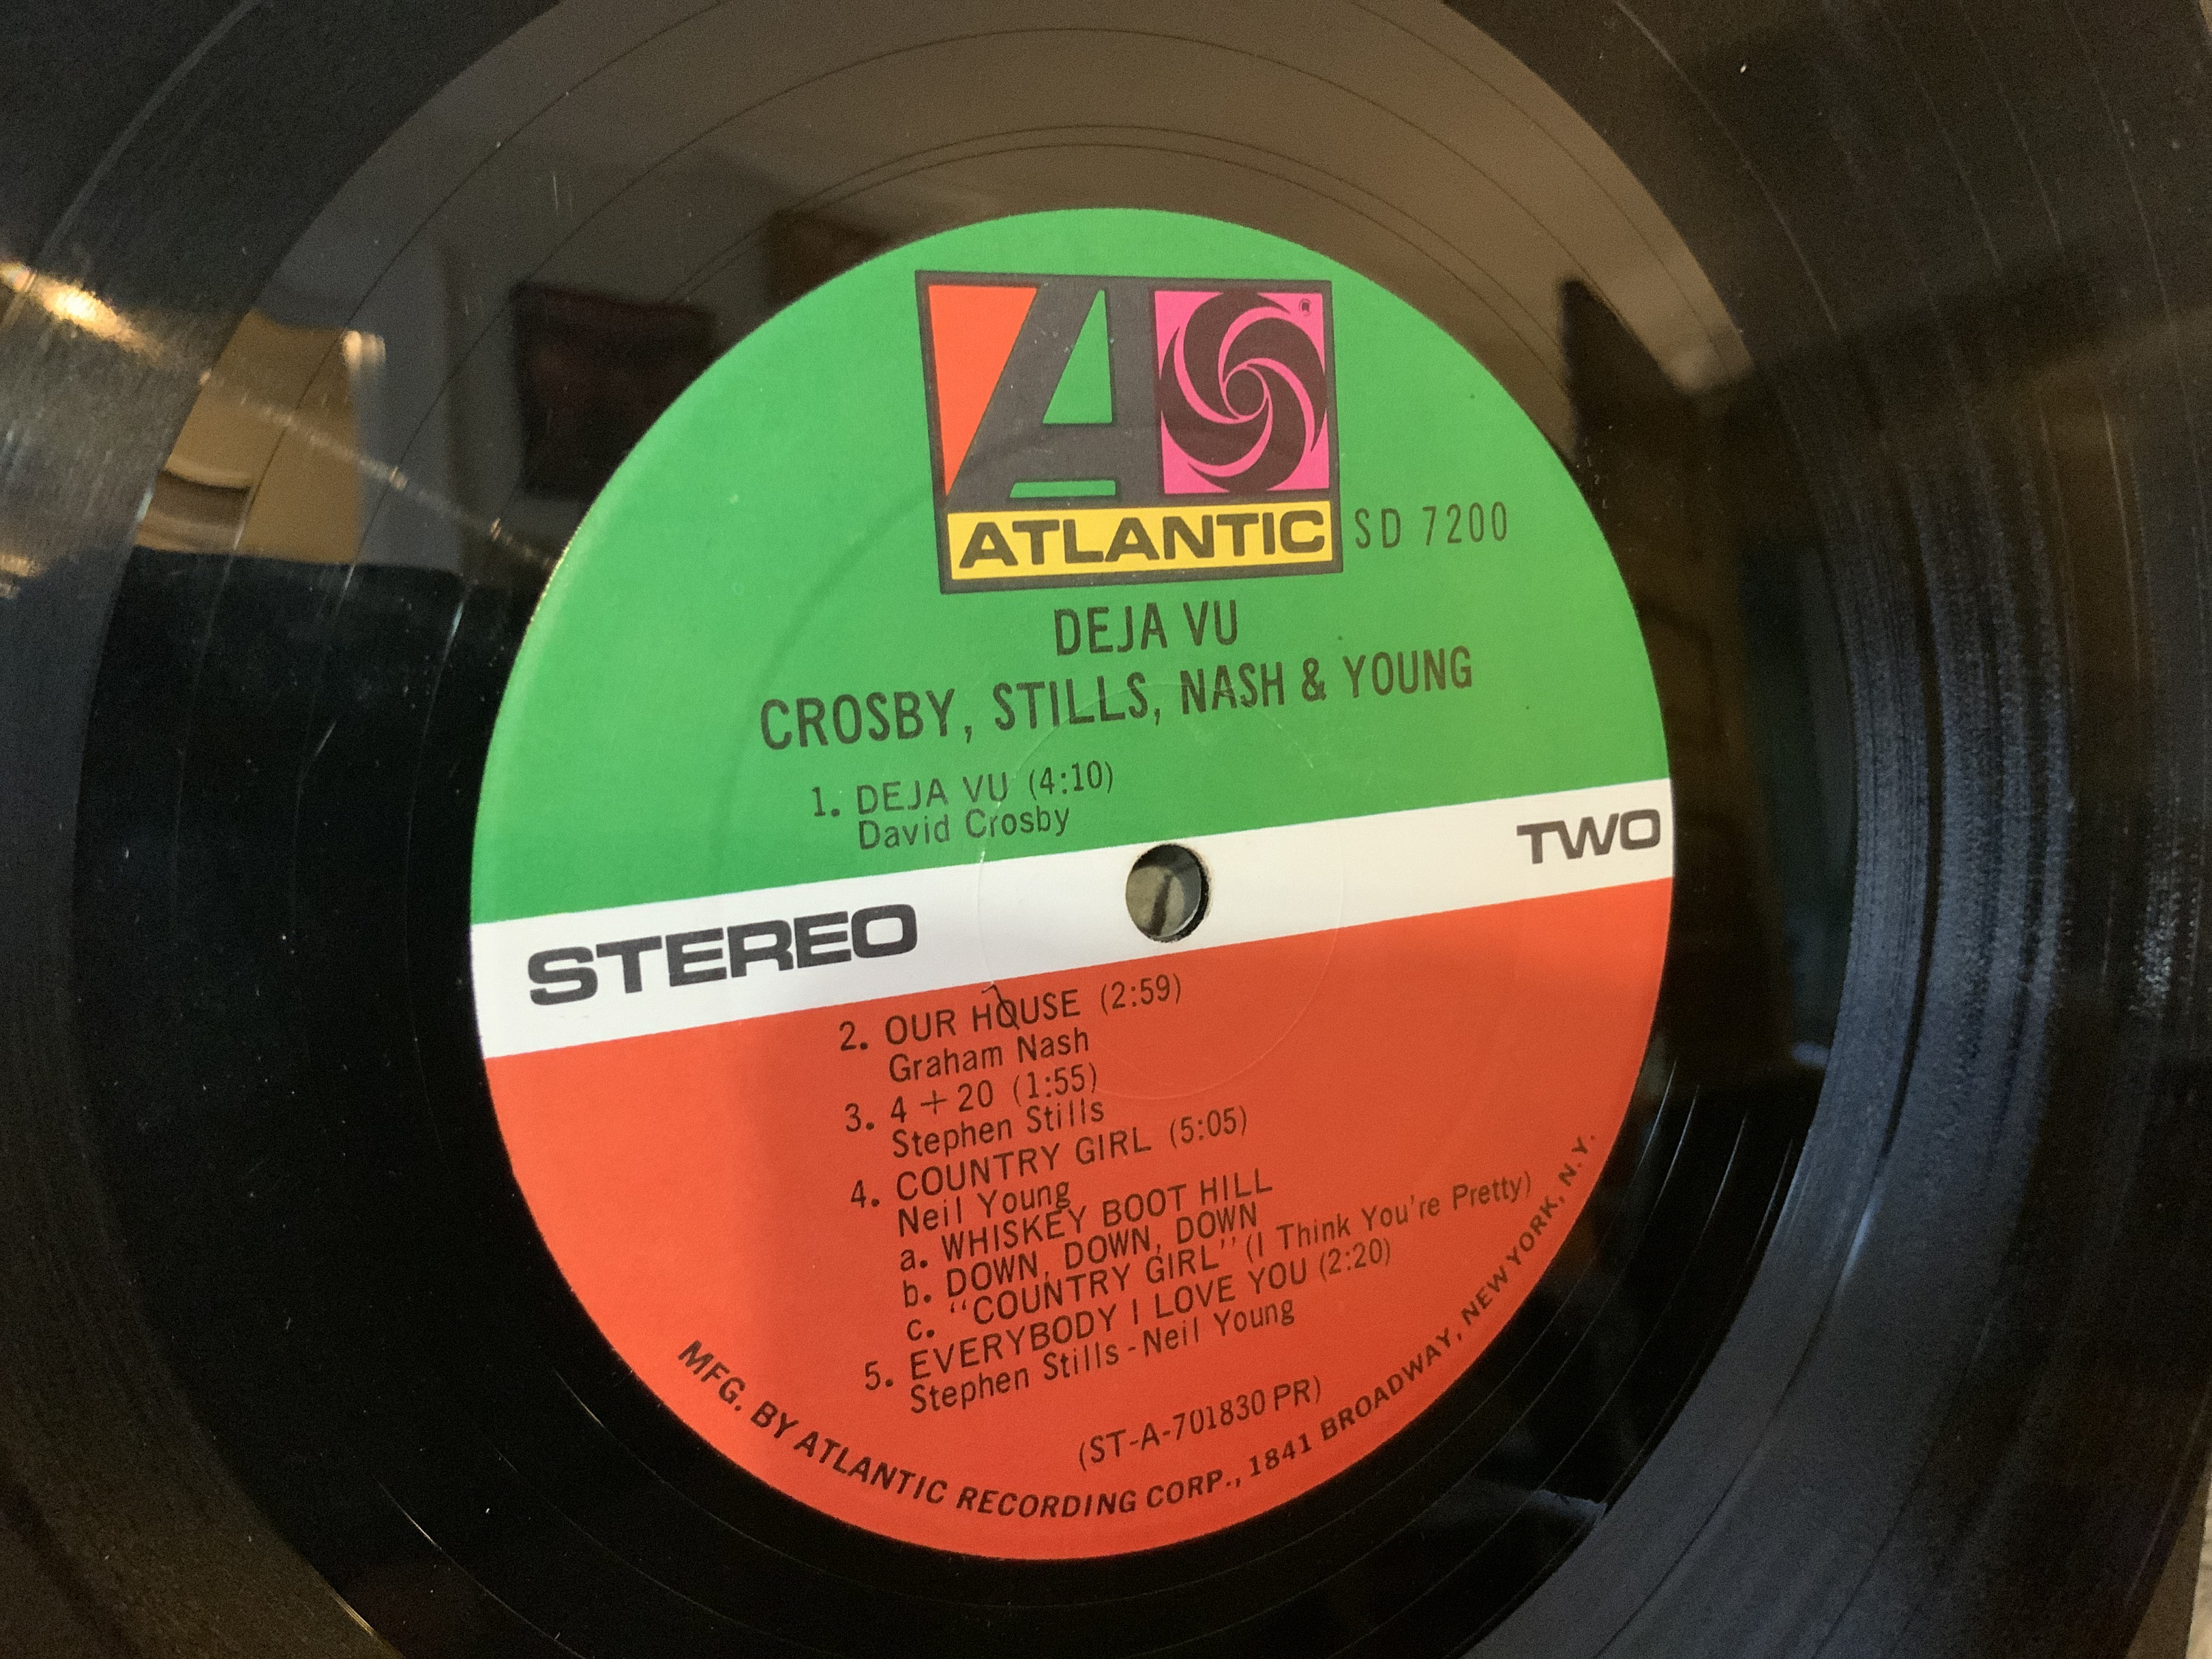 ATLANTIC
SD 7200
DEJA VU
CROSBY, STILLS, NASH & YOUNG
1. DEJA VU (4:10)
David Crosby
STEREO
TWO
2. OUR HOUSE (2:59)
Graham Nash
3. 4 + 20 (1:55)
Stephen Stills
4. COUNTRY GIRL (5:05)
Neil Young
a. WHISKEY BOOT HILL
b. DOWN, DOWN, DOWN
c. "COUNTRY GIRL" (I Think You're Pretty)
5. EVERYBODY I LOVE YOU (2:20)
Stephen Stills - Neil Young
(ST-A-701830 PR)
MFG. BY ATLANTIC RECORDING CORP., 1841 BROADWAY, NEW YORK, N.Y.